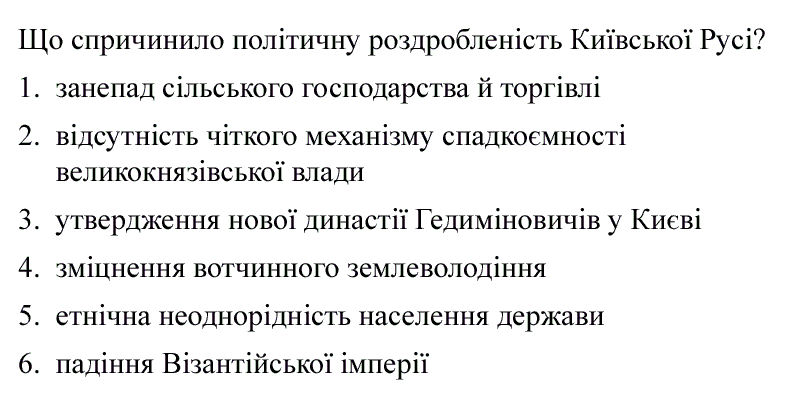 Що спричинило політичну роздробленість Київської Русі?
1. занепад сільського господарства й торгівлі
2. відсутність чіткого механізму спадкоємності
великокнязівської влади
3. утвердження нової династії Гедиміновичів у Києві
4. зміцнення вотчинного землеволодіння
5. етнічна неоднорідність населення держави
6. падіння Візантійської імперії